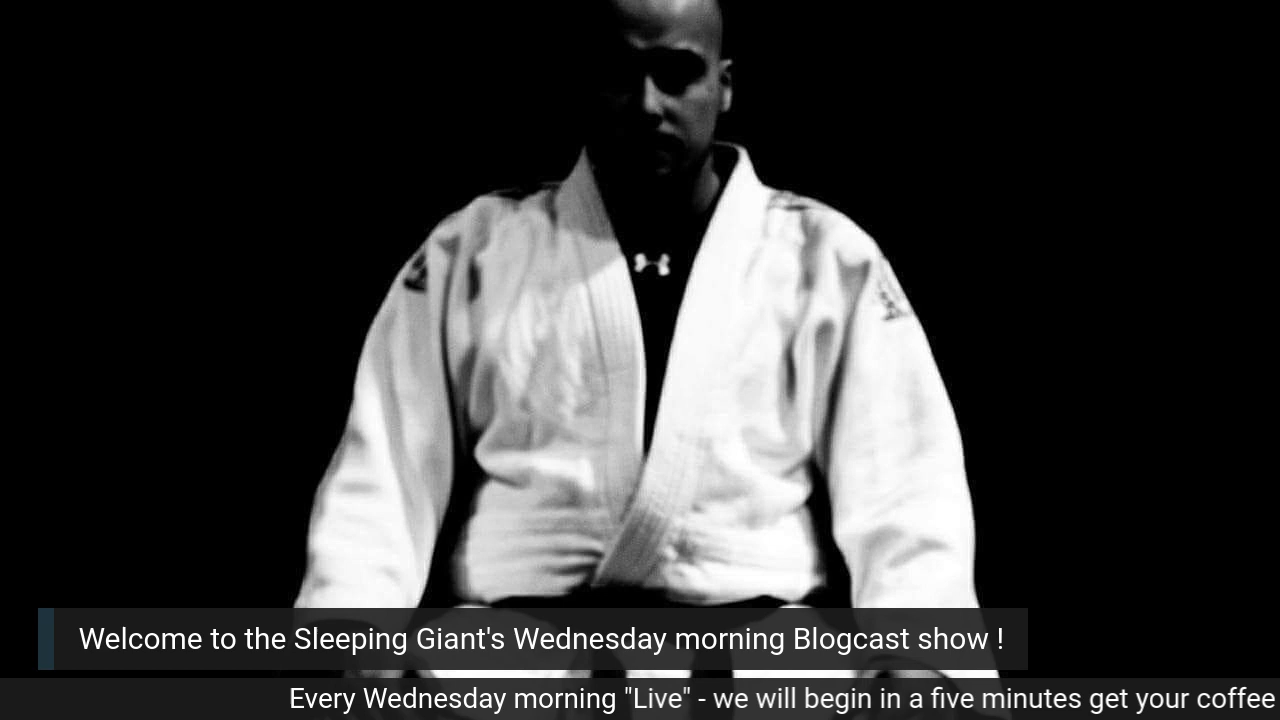 Welcome to the Sleeping Giant's Wednesday morning Blogcast show !
Every Wednesday morning "Live" - we will begin in a five minutes get your coffee